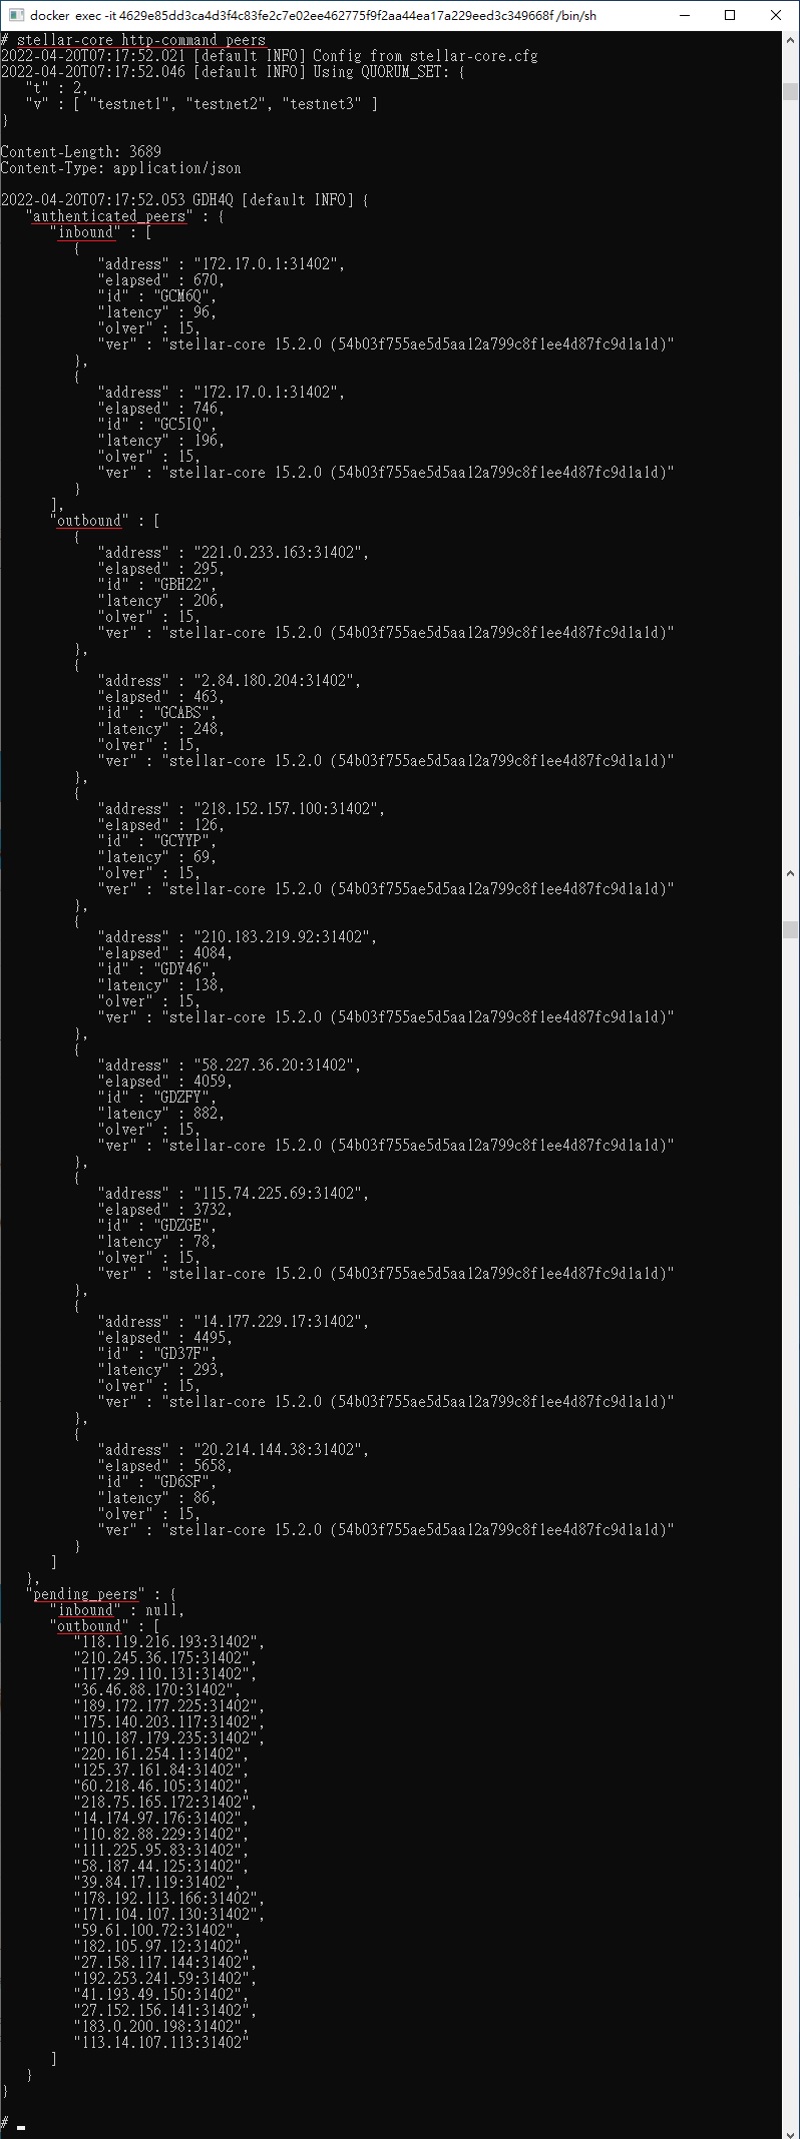 docker exec -it 4629e85dd3ca4d3f4c83fe2c7e02ee462775f9f2aa44ea17a229eed3c349668f /bin/sh
# stellar-core http-command peers
2022-04-20T07:17:52.021 [default INFO] Config from stellar-core.cfg
2022-04-20T07:17:52.046 [default INFO] Using QUORUM_SET: {
"t" : 2,
"v" : [ "testnet1", "testnet2", "testnet3" ]
}
Content-Length: 3689
Content-Type: application/json
2022-04-20T07:17:52.053 GDH4Q [default INFO] {
"authenticated_peers" : {
"inbound" : [
{
"address" : "172.17.0.1:31402",
"elapsed" : 670,
"id" : "GCM6Q",
"latency" : 96,
"olver" : 15,
"ver" : "stellar-core 15.2.0 (54b03f755ae5d5aa12a799c8f1ee4d87fc9d1a1d)"
},
{
"address" : "172.17.0.1:31402",
"elapsed" : 746,
"id" : "GC5IQ",
"latency" : 196,
"olver" : 15,
"ver" : "stellar-core 15.2.0 (54b03f755ae5d5aa12a799c8f1ee4d87fc9d1a1d)"
}
],
"outbound" : [
{
"address" : "221.0.233.163:31402",
"elapsed" : 295,
"id" : "GBH22",
"latency" : 206,
"olver" : 15,
"ver" : "stellar-core 15.2.0 (54b03f755ae5d5aa12a799c8f1ee4d87fc9d1a1d)"
},
{
"address" : "2.84.180.204:31402",
"elapsed" : 463,
"id" : "GCABS",
"latency" : 248,
"olver" : 15,
"ver" : "stellar-core 15.2.0 (54b03f755ae5d5aa12a799c8f1ee4d87fc9d1a1d)"
},
{
"address" : "218.152.157.100:31402",
"elapsed" : 126,
"id" : "GCYYP",
"latency" : 69,
"olver" : 15,
"ver" : "stellar-core 15.2.0 (54b03f755ae5d5aa12a799c8f1ee4d87fc9d1a1d)"
},
{
"address" : "210.183.219.92:31402",
"elapsed" : 4084,
"id" : "GDY46",
"latency" : 138,
"olver" : 15,
"ver" : "stellar-core 15.2.0 (54b03f755ae5d5aa12a799c8f1ee4d87fc9d1a1d)"
},
{
"address" : "58.227.36.20:31402",
"elapsed" : 4059,
"id" : "GDZFY",
"latency" : 882,
"olver" : 15,
"ver" : "stellar-core 15.2.0 (54b03f755ae5d5aa12a799c8f1ee4d87fc9d1a1d)"
},
{
"address" : "115.74.225.69:31402",
"elapsed" : 3732,
"id" : "GDZGE",
"latency" : 78,
"olver" : 15,
"ver" : "stellar-core 15.2.0 (54b03f755ae5d5aa12a799c8f1ee4d87fc9d1a1d)"
},
{
"address" : "14.177.229.17:31402",
"elapsed" : 4495,
"id" : "GD37F",
"latency" : 293,
"olver" : 15,
"ver" : "stellar-core 15.2.0 (54b03f755ae5d5aa12a799c8f1ee4d87fc9d1a1d)"
},
{
"address" : "20.214.144.38:31402",
"elapsed" : 5658,
"id" : "GD6SF",
"latency" : 86,
"olver" : 15,
"ver" : "stellar-core 15.2.0 (54b03f755ae5d5aa12a799c8f1ee4d87fc9d1a1d)"
}
]
},
"pending_peers" : {
"inbound" : null,
"outbound" : [
"118.119.216.193:31402",
"210.245.36.175:31402",
"117.29.110.131:31402",
"36.46.88.170:31402",
"189.172.177.225:31402",
"175.140.203.117:31402",
"110.187.179.235:31402",
"220.161.254.1:31402",
"125.37.161.84:31402",
"60.218.46.105:31402",
"218.75.165.172:31402",
"14.174.97.176:31402",
"110.82.88.229:31402",
"111.225.95.83:31402",
"58.187.44.125:31402",
"39.84.17.119:31402",
"178.192.113.166:31402",
"171.104.107.130:31402",
"59.61.100.72:31402",
"182.105.97.12:31402",
"27.158.117.144:31402",
"192.253.241.59:31402",
"41.193.49.150:31402",
"27.152.156.141:31402",
"183.0.200.198:31402",
"113.14.107.113:31402"
]
}
}
#